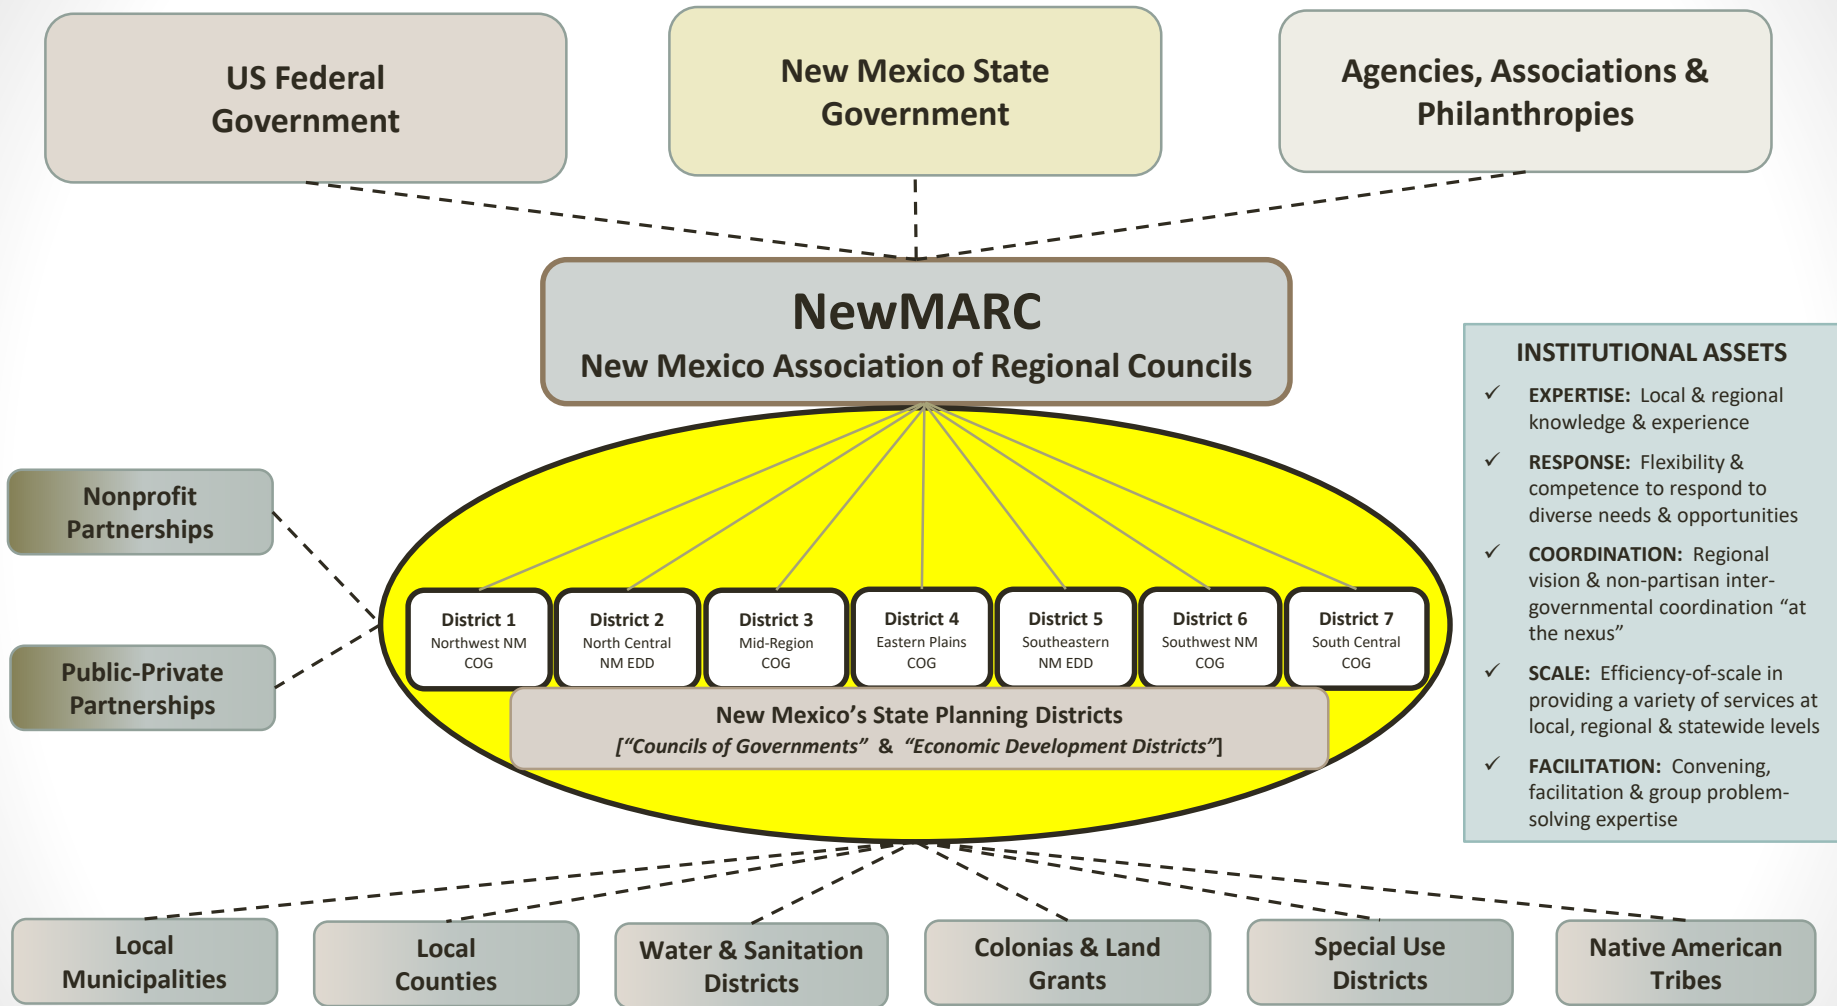 US Federal
Government
New Mexico State
Government
Agencies, Associations &
Philanthropies
NewMARC
New Mexico Association of Regional Councils
Nonprofit
Partnerships
Public-Private
Partnerships
District 1
Northwest NM
COG
District 2
North Central
NM EDD
District 3
Mid-Region
COG
District 4
Eastern Plains
COG
District 5
Southeastern
NM EDD
District 6
Southwest NM
COG
District 7
South Central
COG
New Mexico’s State Planning Districts
[“Councils of Governments” & “Economic Development Districts”]
INSTITUTIONAL ASSETS
✓ EXPERTISE: Local & regional
knowledge & experience
✓ RESPONSE: Flexibility &
competence to respond to
diverse needs & opportunities
✓ COORDINATION: Regional
vision & non-partisan inter-
governmental coordination “at
the nexus”
✓ SCALE: Efficiency-of-scale in
providing a variety of services at
local, regional & statewide levels
✓ FACILITATION: Convening,
facilitation & group problem-
solving expertise
Local
Municipalities
Local
Counties
Water & Sanitation
Districts
Colonias & Land
Grants
Special Use
Districts
Native American
Tribes